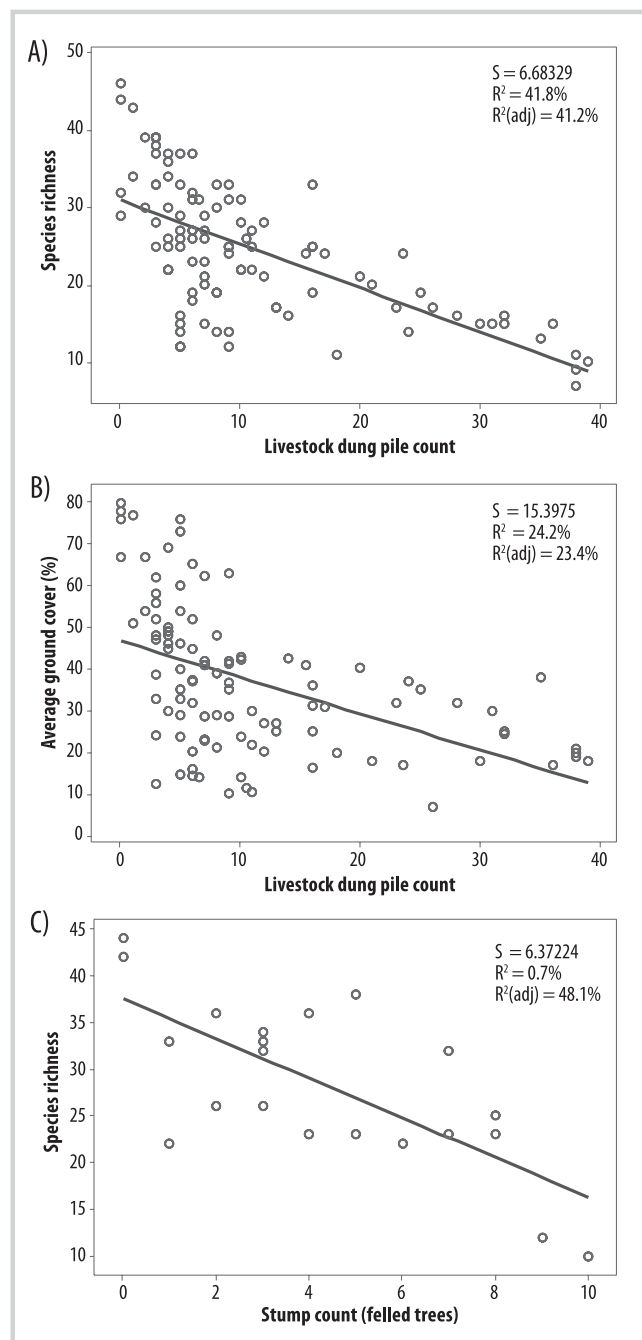 A)
S = 6.68329
R² = 41.8%
R²(adj) = 41.2%
Species richness
50
40
30
20
10
0 10 20 30 40
Livestock dung pile count
B)
S = 15.3975
R² = 24.2%
R²(adj) = 23.4%
Average ground cover (%)
80
70
60
50
40
30
20
10
0
0 10 20 30 40
Livestock dung pile count
C)
S = 6.37224
R² = 0.7%
R²(adj) = 48.1%
Species richness
45
40
35
30
25
20
15
10
0 2 4 6 8 10
Stump count (felled trees)